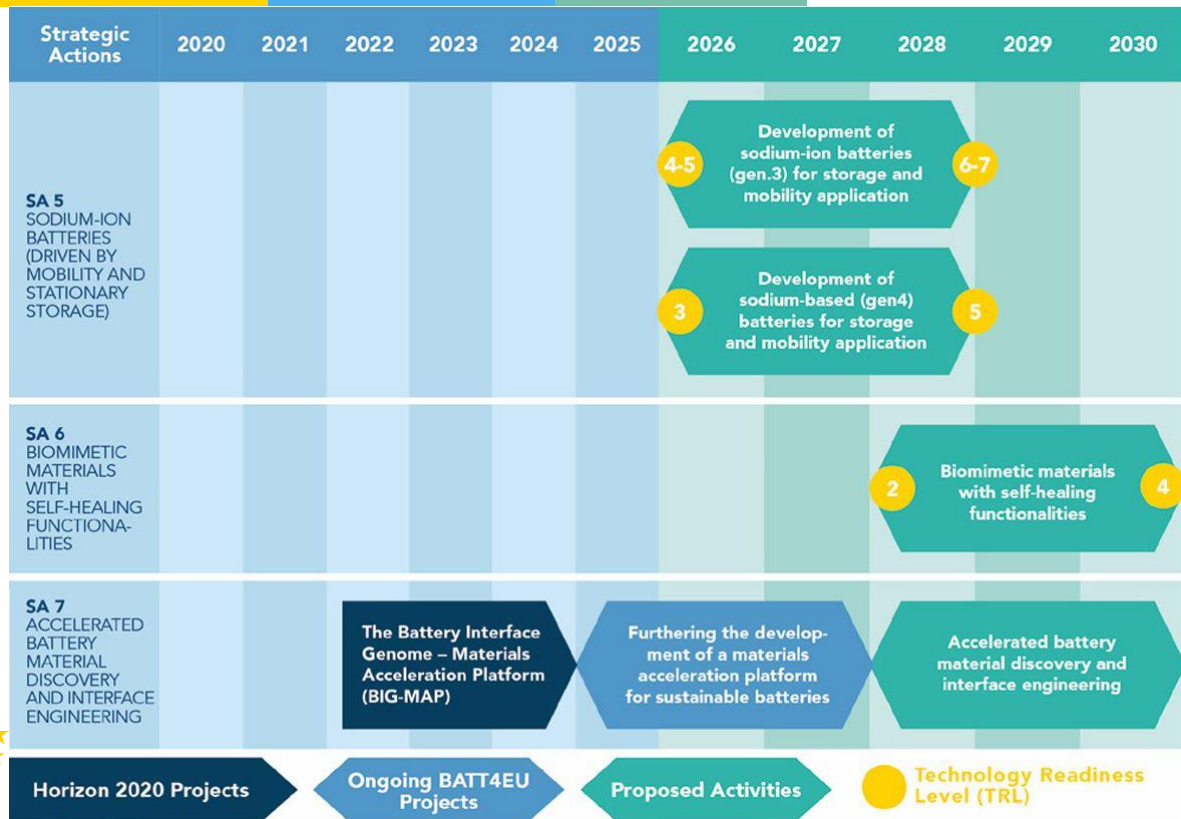 Strategic
Actions
2020
2021
2022
2023
2024
2025
2026
2027
2028
2029
2030
SA 5
SODIUM-ION
BATTERIES
(DRIVEN BY
MOBILITY AND
STATIONARY
STORAGE)
4-5
Development of
sodium-ion batteries
(gen.3) for storage and
mobility application
6-7
3
Development of
sodium-based (gen4)
batteries for storage
and mobility application
5
SA 6
BIOMIMETIC
MATERIALS
WITH
SELF-HEALING
FUNCTIONA-
LITIES
2
Biomimetic materials
with self-healing
functionalities
4
SA 7
ACCELERATED
BATTERY
MATERIAL
DISCOVERY
AND INTERFACE
ENGINEERING
The Battery Interface
Genome – Materials
Acceleration Platform
(BIG-MAP)
Furthering the develop-
ment of a materials
acceleration platform
for sustainable batteries
Accelerated battery
material discovery and
interface engineering
Horizon 2020 Projects
Ongoing BATT4EU
Projects
Proposed Activities
Technology Readiness
Level (TRL)